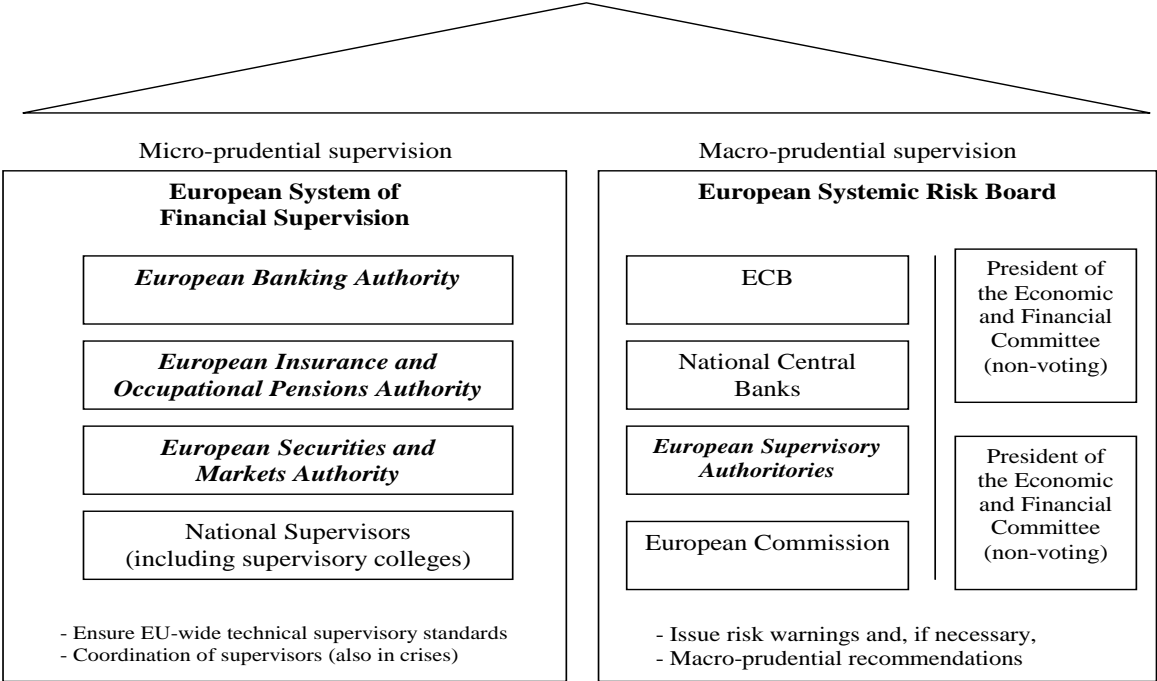 Micro-prudential supervision
European System of
Financial Supervision
European Banking Authority
European Insurance and
Occupational Pensions Authority
European Securities and
Markets Authority
National Supervisors
(including supervisory colleges)
- Ensure EU-wide technical supervisory standards
- Coordination of supervisors (also in crises)
Macro-prudential supervision
European Systemic Risk Board
ECB
National Central
Banks
European Supervisory
Authoritories
European Commission
President of
the Economic
and Financial
Committee
(non-voting)
President of
the Economic
and Financial
Committee
(non-voting)
- Issue risk warnings and, if necessary,
- Macro-prudential recommendations